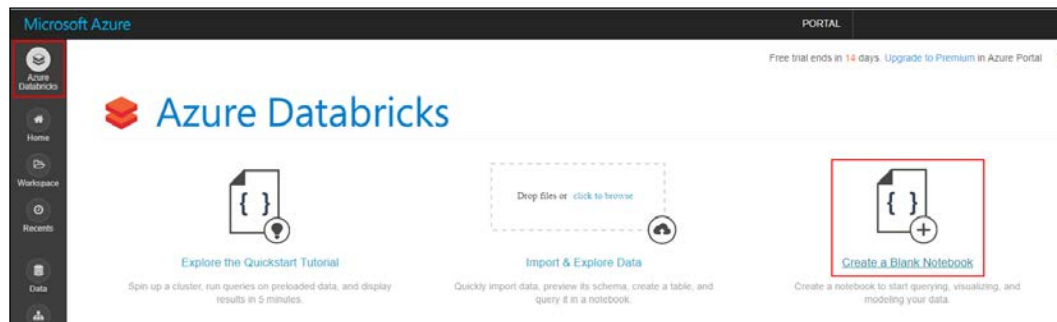 Microsoft Azure
PORTAL
Azure
Databricks
Home
Workspace
Recents
Data
Free trial ends in 14 days. Upgrade to Premium in Azure Portal
Azure Databricks
{ }
Explore the Quickstart Tutorial
Spin up a cluster, run queries on preloaded data, and display
results in 5 minutes.
Drop files or click to browse
Import & Explore Data
Quickly import data, preview its schema, create a table, and
query it in a notebook.
{ }
Create a Blank Notebook
Create a notebook to start querying, visualizing, and
modeling your data.